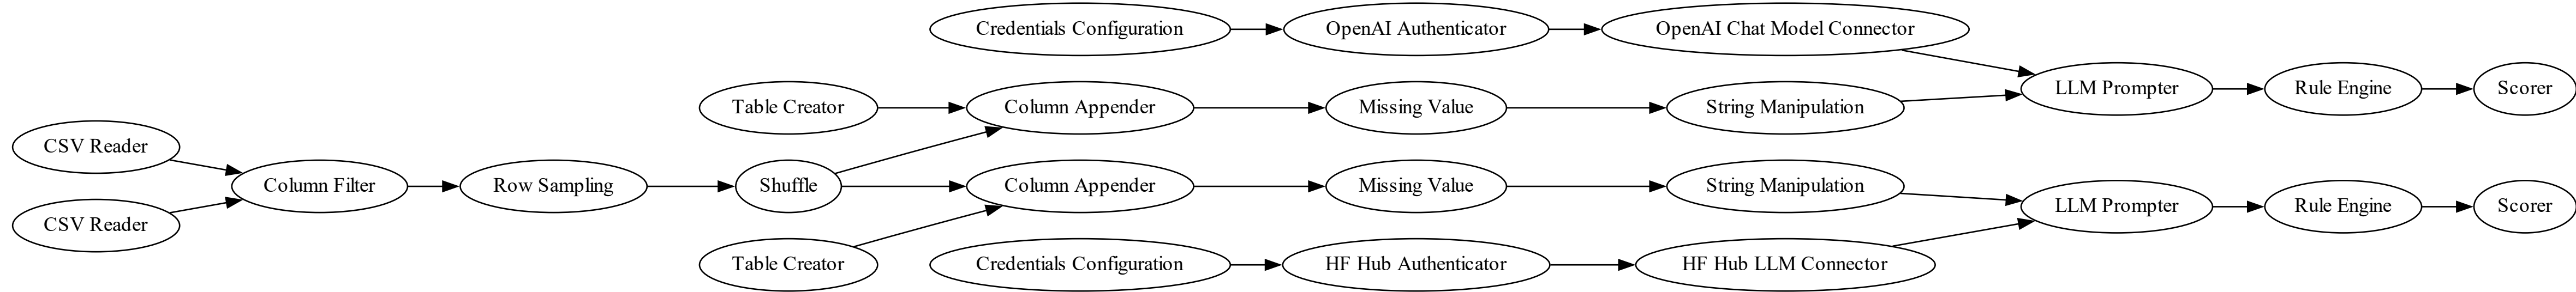 Credentials Configuration
OpenAI Authenticator
OpenAI Chat Model Connector
Table Creator
Column Appender
Missing Value
String Manipulation
LLM Prompter
Rule Engine
Scorer
CSV Reader
CSV Reader
Column Filter
Row Sampling
Shuffle
Column Appender
Missing Value
String Manipulation
LLM Prompter
Rule Engine
Scorer
Table Creator
Credentials Configuration
HF Hub Authenticator
HF Hub LLM Connector